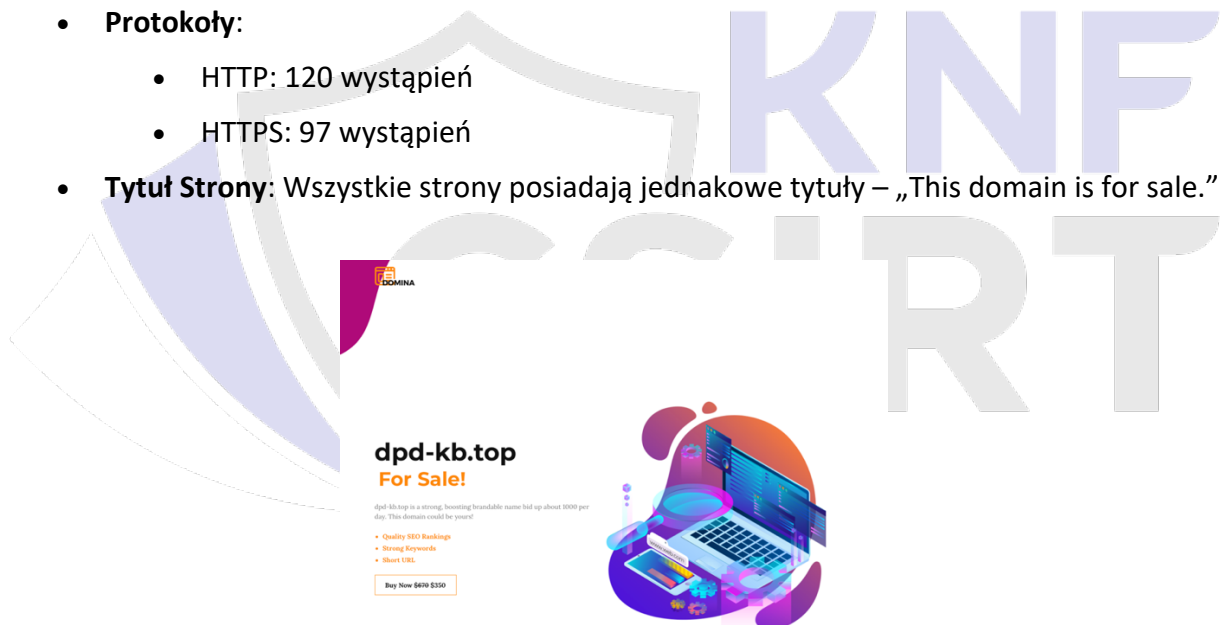 KNF
CSIRT
• Protokoły:
• HTTP: 120 wystąpień
• HTTPS: 97 wystąpień
• Tytuł Strony: Wszystkie strony posiadają jednakowe tytuły – „This domain is for sale.”
DOMINA
dpd-kb.top
For Sale!
dpd-kb.top is a strong, boosting brandable name bid up about 1000 per
day. This domain could be yours!
• Quality SEO Rankings
• Strong Keywords
• Short URL
Buy Now $670 $350